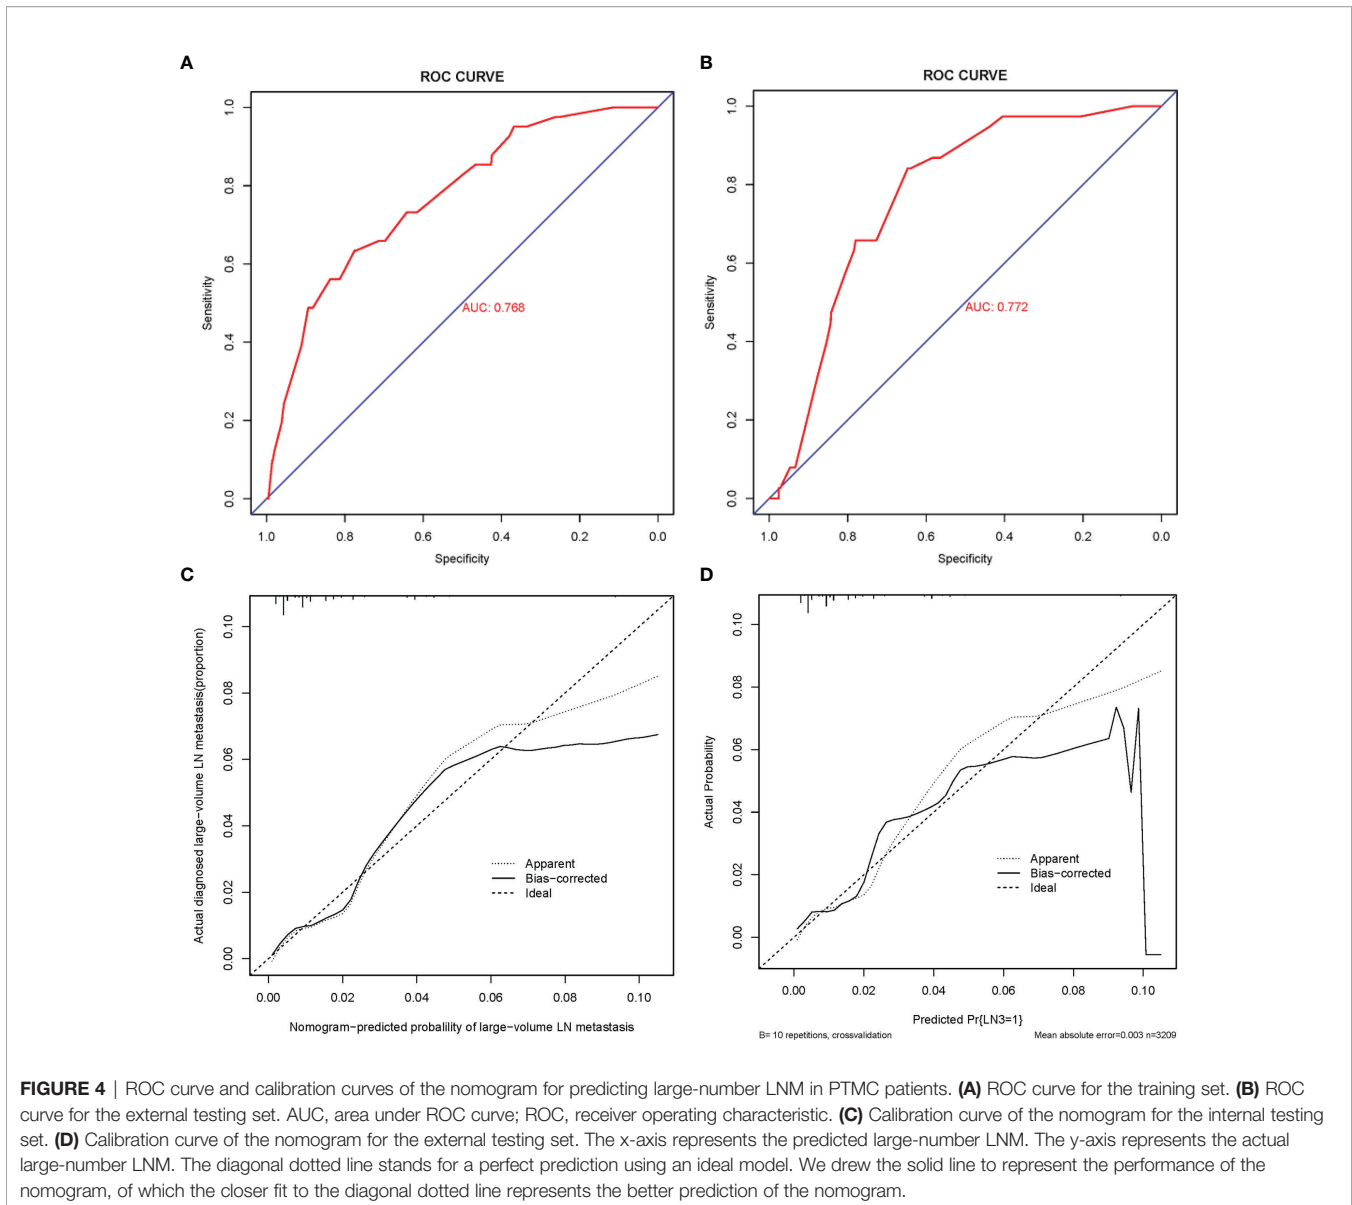 A
ROC CURVE
1.0
0.8
0.6
0.4
0.2
0.0
Sensitivity
AUC: 0.768
1.0 0.8 0.6 0.4 0.2 0.0
Specificity
B
ROC CURVE
1.0
0.8
0.6
0.4
0.2
0.0
Sensitivity
AUC: 0.772
1.0 0.8 0.6 0.4 0.2 0.0
Specificity
C
Actual diagnosed large-volume LN metastasis(proportion)
0.10
0.08
0.06
0.04
0.02
0.00
Apparent
Bias-corrected
Ideal
0.00 0.02 0.04 0.06 0.08 0.10
Nomogram-predicted probalility of large-volume LN metastasis
D
Actual Probability
0.10
0.08
0.06
0.04
0.02
0.00
Apparent
Bias-corrected
Ideal
0.00 0.02 0.04 0.06 0.08 0.10
Predicted Pr{LN3=1}
B= 10 repetitions, crossvalidation
Mean absolute error=0.003 n=3209
FIGURE 4 | ROC curve and calibration curves of the nomogram for predicting large-number LNM in PTMC patients. (A) ROC curve for the training set. (B) ROC
curve for the external testing set. AUC, area under ROC curve; ROC, receiver operating characteristic. (C) Calibration curve of the nomogram for the internal testing
set. (D) Calibration curve of the nomogram for the external testing set. The x-axis represents the predicted large-number LNM. The y-axis represents the actual
large-number LNM. The diagonal dotted line stands for a perfect prediction using an ideal model. We drew the solid line to represent the performance of the
nomogram, of which the closer fit to the diagonal dotted line represents the better prediction of the nomogram.